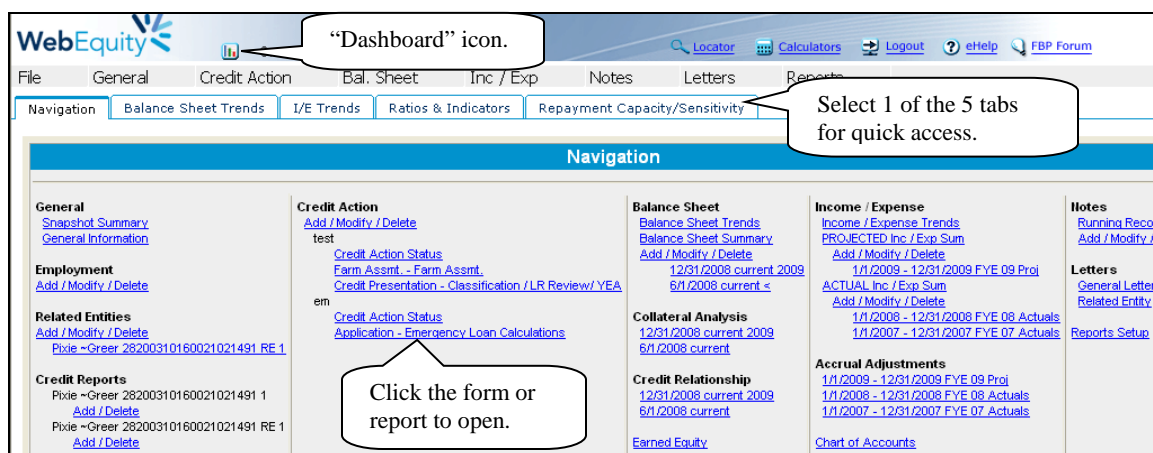 WebEquity
"Dashboard" icon.
Locator Calculators Logout eHelp FBP Forum
File General Credit Action Bal. Sheet Inc / Exp Notes Letters Reports
Navigation Balance Sheet Trends I/E Trends Ratios & Indicators Repayment Capacity/Sensitivity
Select 1 of the 5 tabs
for quick access.
Navigation
General
Snapshot Summary
General Information
Employment
Add / Modify / Delete
Related Entities
Add / Modify / Delete
Pixie ~Greer 28200310160021021491 RE 1
Credit Reports
Pixie ~Greer 28200310160021021491 1
Add / Delete
Pixie ~Greer 28200310160021021491 RE 1
Add / Delete
Credit Action
Add / Modify / Delete
test
Credit Action Status
Farm Assmt. - Farm Assmt.
Credit Presentation - Classification / LR Review/ YEA
em
Credit Action Status
Application - Emergency Loan Calculations
Click the form or
report to open.
Balance Sheet
Balance Sheet Trends
Balance Sheet Summary
Add / Modify / Delete
12/31/2008 current 2009
6/1/2008 current <
Collateral Analysis
12/31/2008 current 2009
6/1/2008 current
Credit Relationship
12/31/2008 current 2009
6/1/2008 current
Earned Equity
Income / Expense
Income / Expense Trends
PROJECTED Inc / Exp Sum
Add / Modify / Delete
1/1/2009 - 12/31/2009 FYE 09 Proj
ACTUAL Inc / Exp Sum
Add / Modify / Delete
1/1/2008 - 12/31/2008 FYE 08 Actuals
1/1/2007 - 12/31/2007 FYE 07 Actuals
Accrual Adjustments
1/1/2009 - 12/31/2009 FYE 09 Proj
1/1/2008 - 12/31/2008 FYE 08 Actuals
1/1/2007 - 12/31/2007 FYE 07 Actuals
Chart of Accounts
Notes
Running Reco
Add / Modify /
Letters
General Letter
Related Entity
Reports Setup